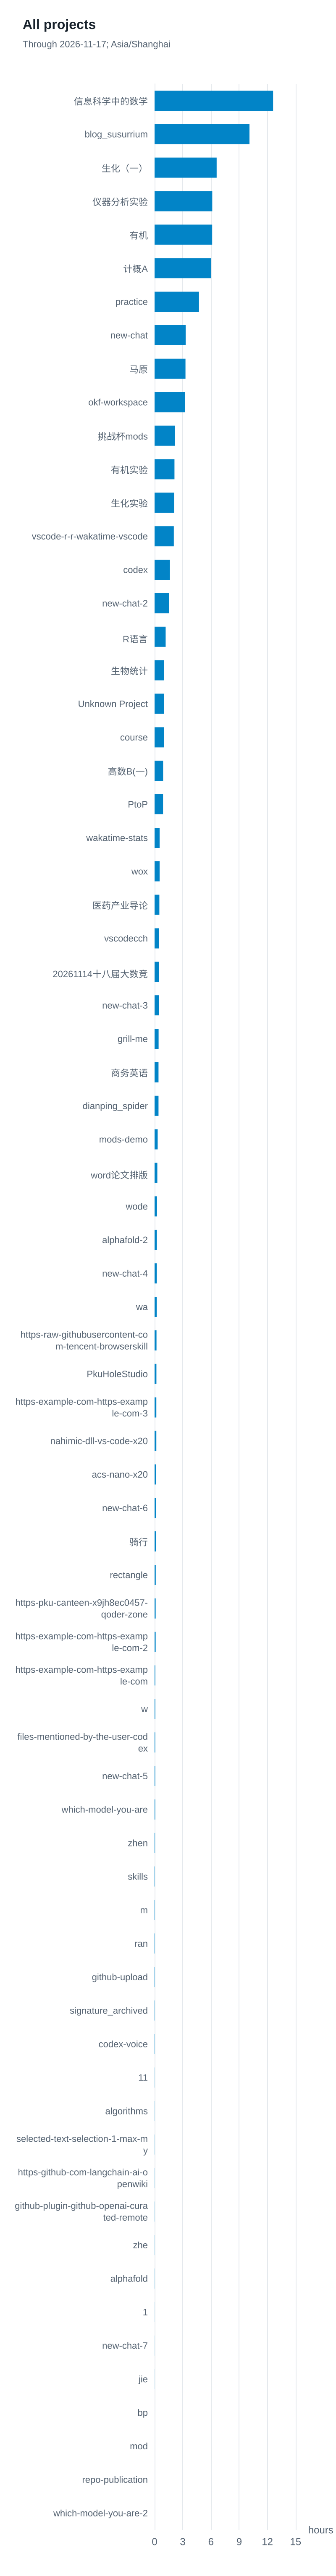 All projects
Through 2026-11-17; Asia/Shanghai
信息科学中的数学
blog_susurrium
生化（一）
仪器分析实验
有机
计概A
practice
new-chat
马原
okf-workspace
挑战杯mods
有机实验
生化实验
vscode-r-r-wakatime-vscode
codex
new-chat-2
R语言
生物统计
Unknown Project
course
高数B(一)
PtoP
wakatime-stats
wox
医药产业导论
vscodecch
20261114十八届大数竞
new-chat-3
grill-me
商务英语
dianping_spider
mods-demo
word论文排版
wode
alphafold-2
new-chat-4
wa
https-raw-githubusercontent-co
m-tencent-browserskill
PkuHoleStudio
https-example-com-https-examp
le-com-3
nahimic-dll-vs-code-x20
acs-nano-x20
new-chat-6
骑行
rectangle
https-pku-canteen-x9jh8ec0457-
qoder-zone
https-example-com-https-examp
le-com-2
https-example-com-https-examp
le-com
w
files-mentioned-by-the-user-cod
ex
new-chat-5
which-model-you-are
zhen
skills
m
ran
github-upload
signature_archived
codex-voice
11
algorithms
selected-text-selection-1-max-m
y
https-github-com-langchain-ai-o
penwiki
github-plugin-github-openai-cura
ted-remote
zhe
alphafold
1
new-chat-7
jie
bp
mod
repo-publication
which-model-you-are-2
hours
0 3 6 9 12 15